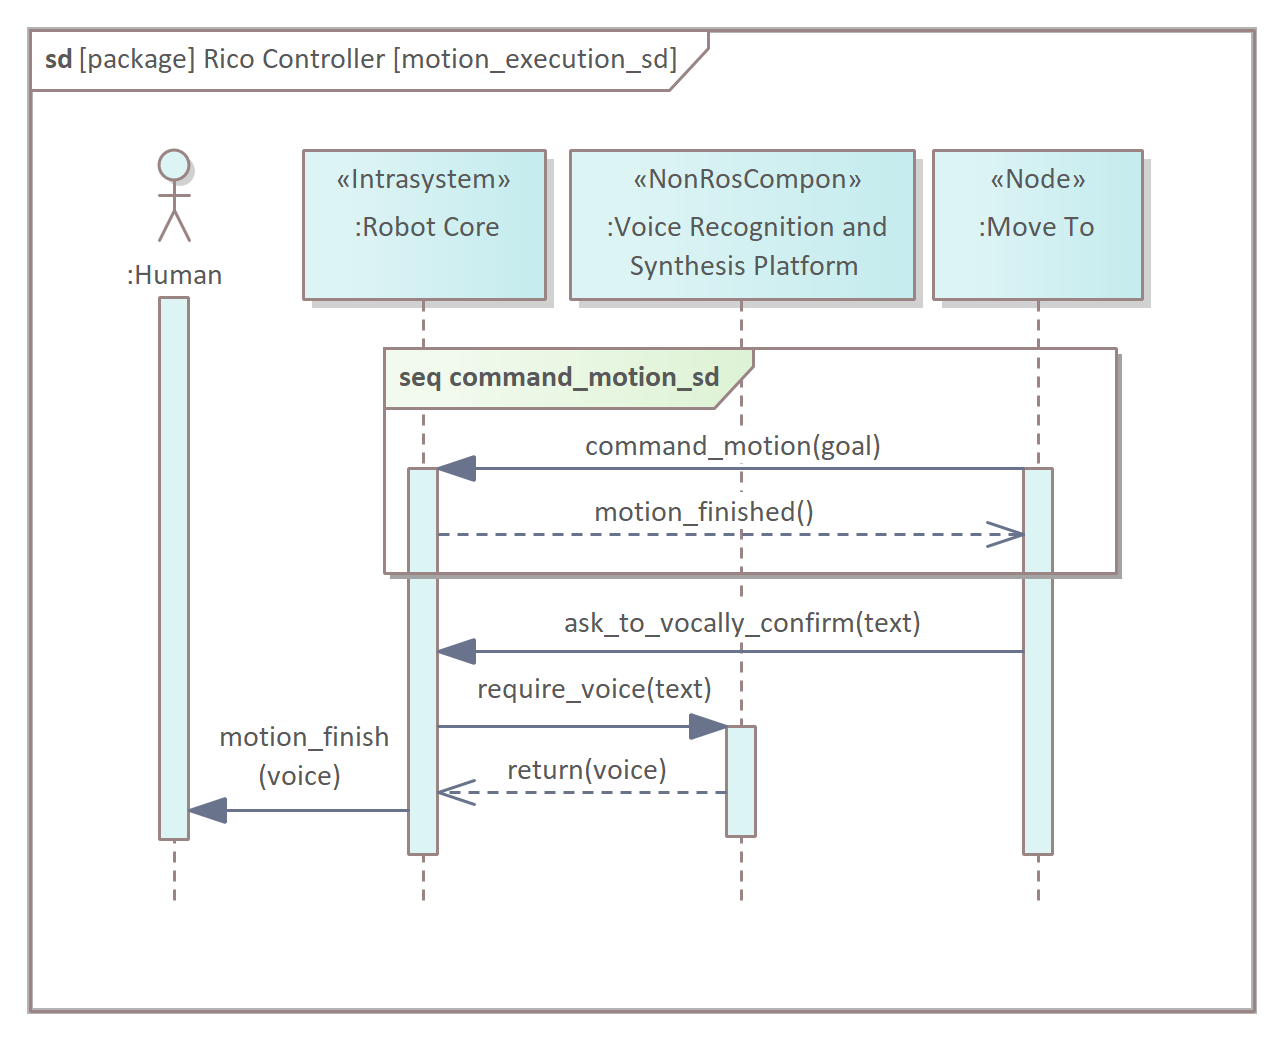 sd [package] Rico Controller [motion_execution_sd]
:Human
«Intrasystem»
:Robot Core
«NonRosCompon»
:Voice Recognition and
Synthesis Platform
«Node»
:Move To
seq command_motion_sd
command_motion(goal)
motion_finished()
ask_to_vocally_confirm(text)
require_voice(text)
motion_finish
(voice)
return(voice)